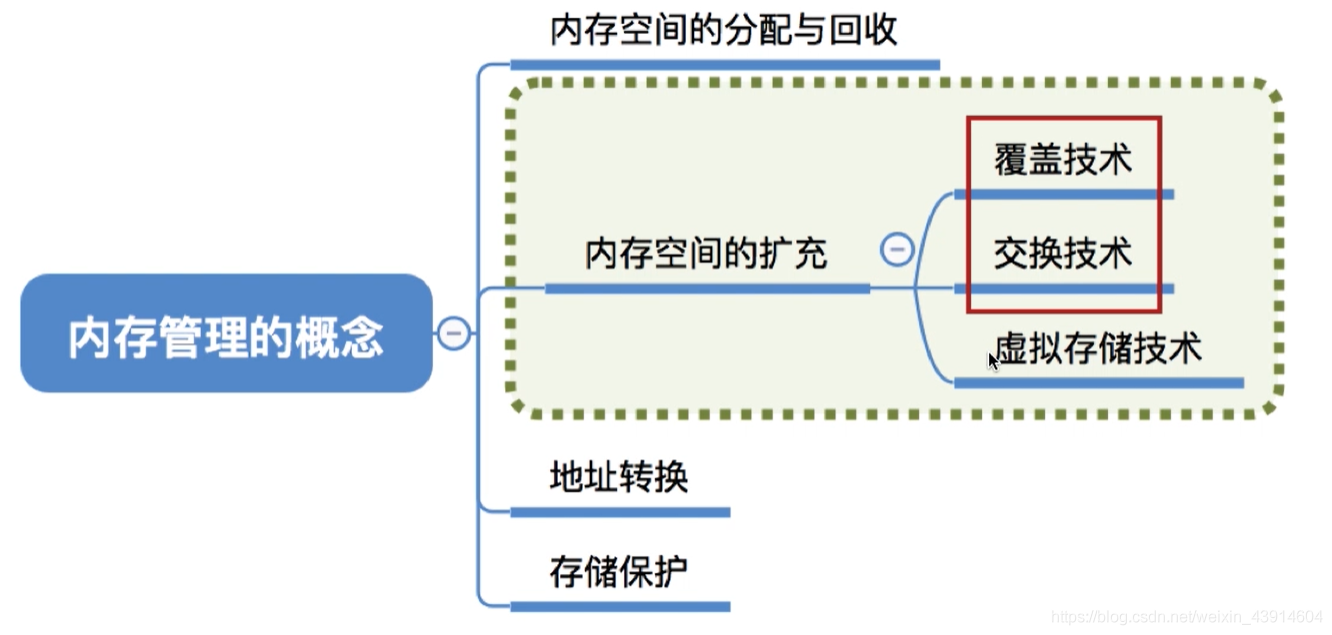 内存空间的分配与回收
覆盖技术
内存空间的扩充
交换技术
内存管理的概念
虚拟存储技术
地址转换
存储保护
https://blog.csdn.net/weixin_43914604